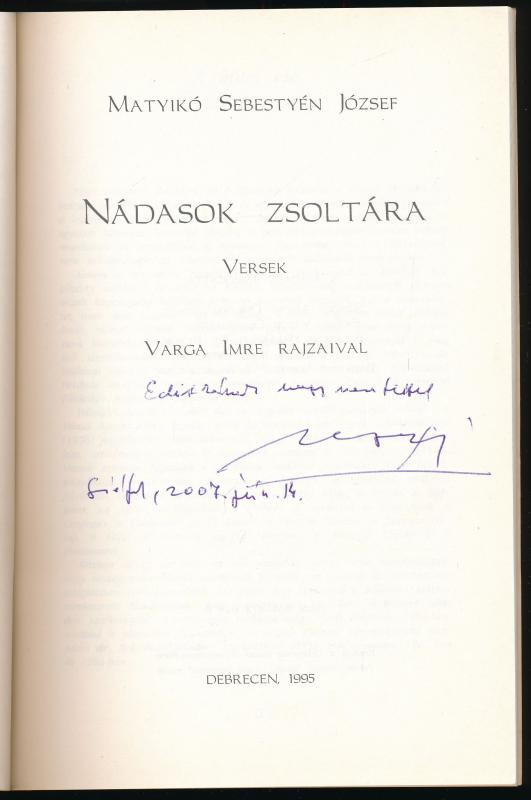 MATYIKÓ SEBESTYÉN JÓZSEF
NÁDASOK ZSOLTÁRA
VERSEK
VARGA IMRE RAJZAIVAL
nagy szeretettel
Siófok, 2007. jún. 14.
DEBRECEN, 1995